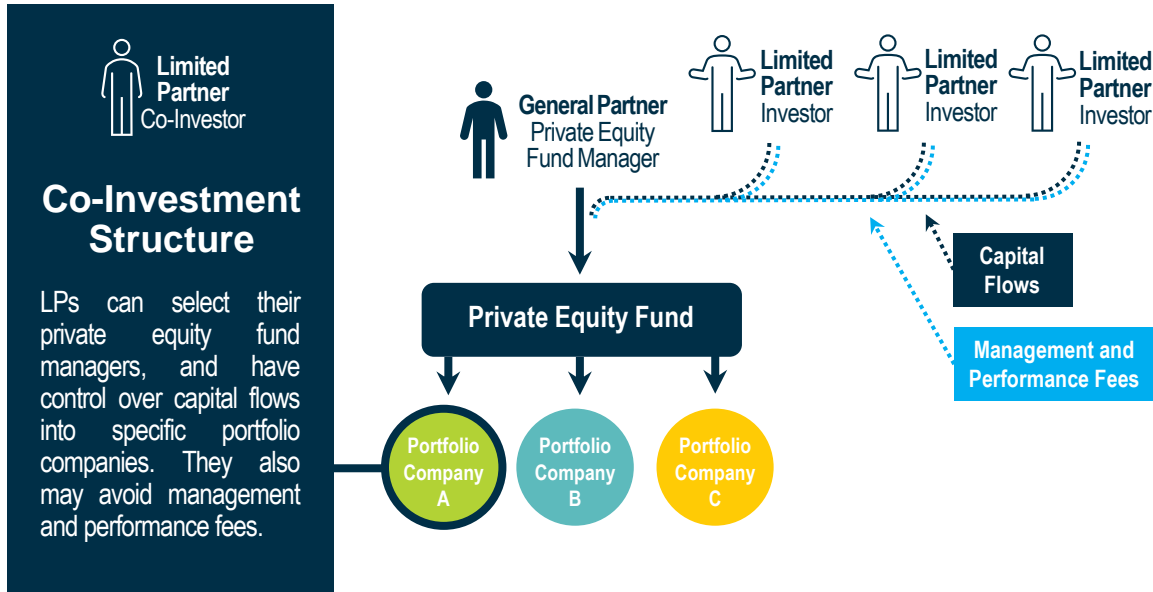 Limited
Partner
Co-Investor
Co-Investment
Structure
LPs can select their
private equity fund
managers, and have
control over capital flows
into specific portfolio
companies. They also
may avoid management
and performance fees.
General Partner
Private Equity
Fund Manager
Limited
Partner
Investor
Limited
Partner
Investor
Limited
Partner
Investor
Capital
Flows
Management and
Performance Fees
Private Equity Fund
Portfolio
Company
A
Portfolio
Company
B
Portfolio
Company
C